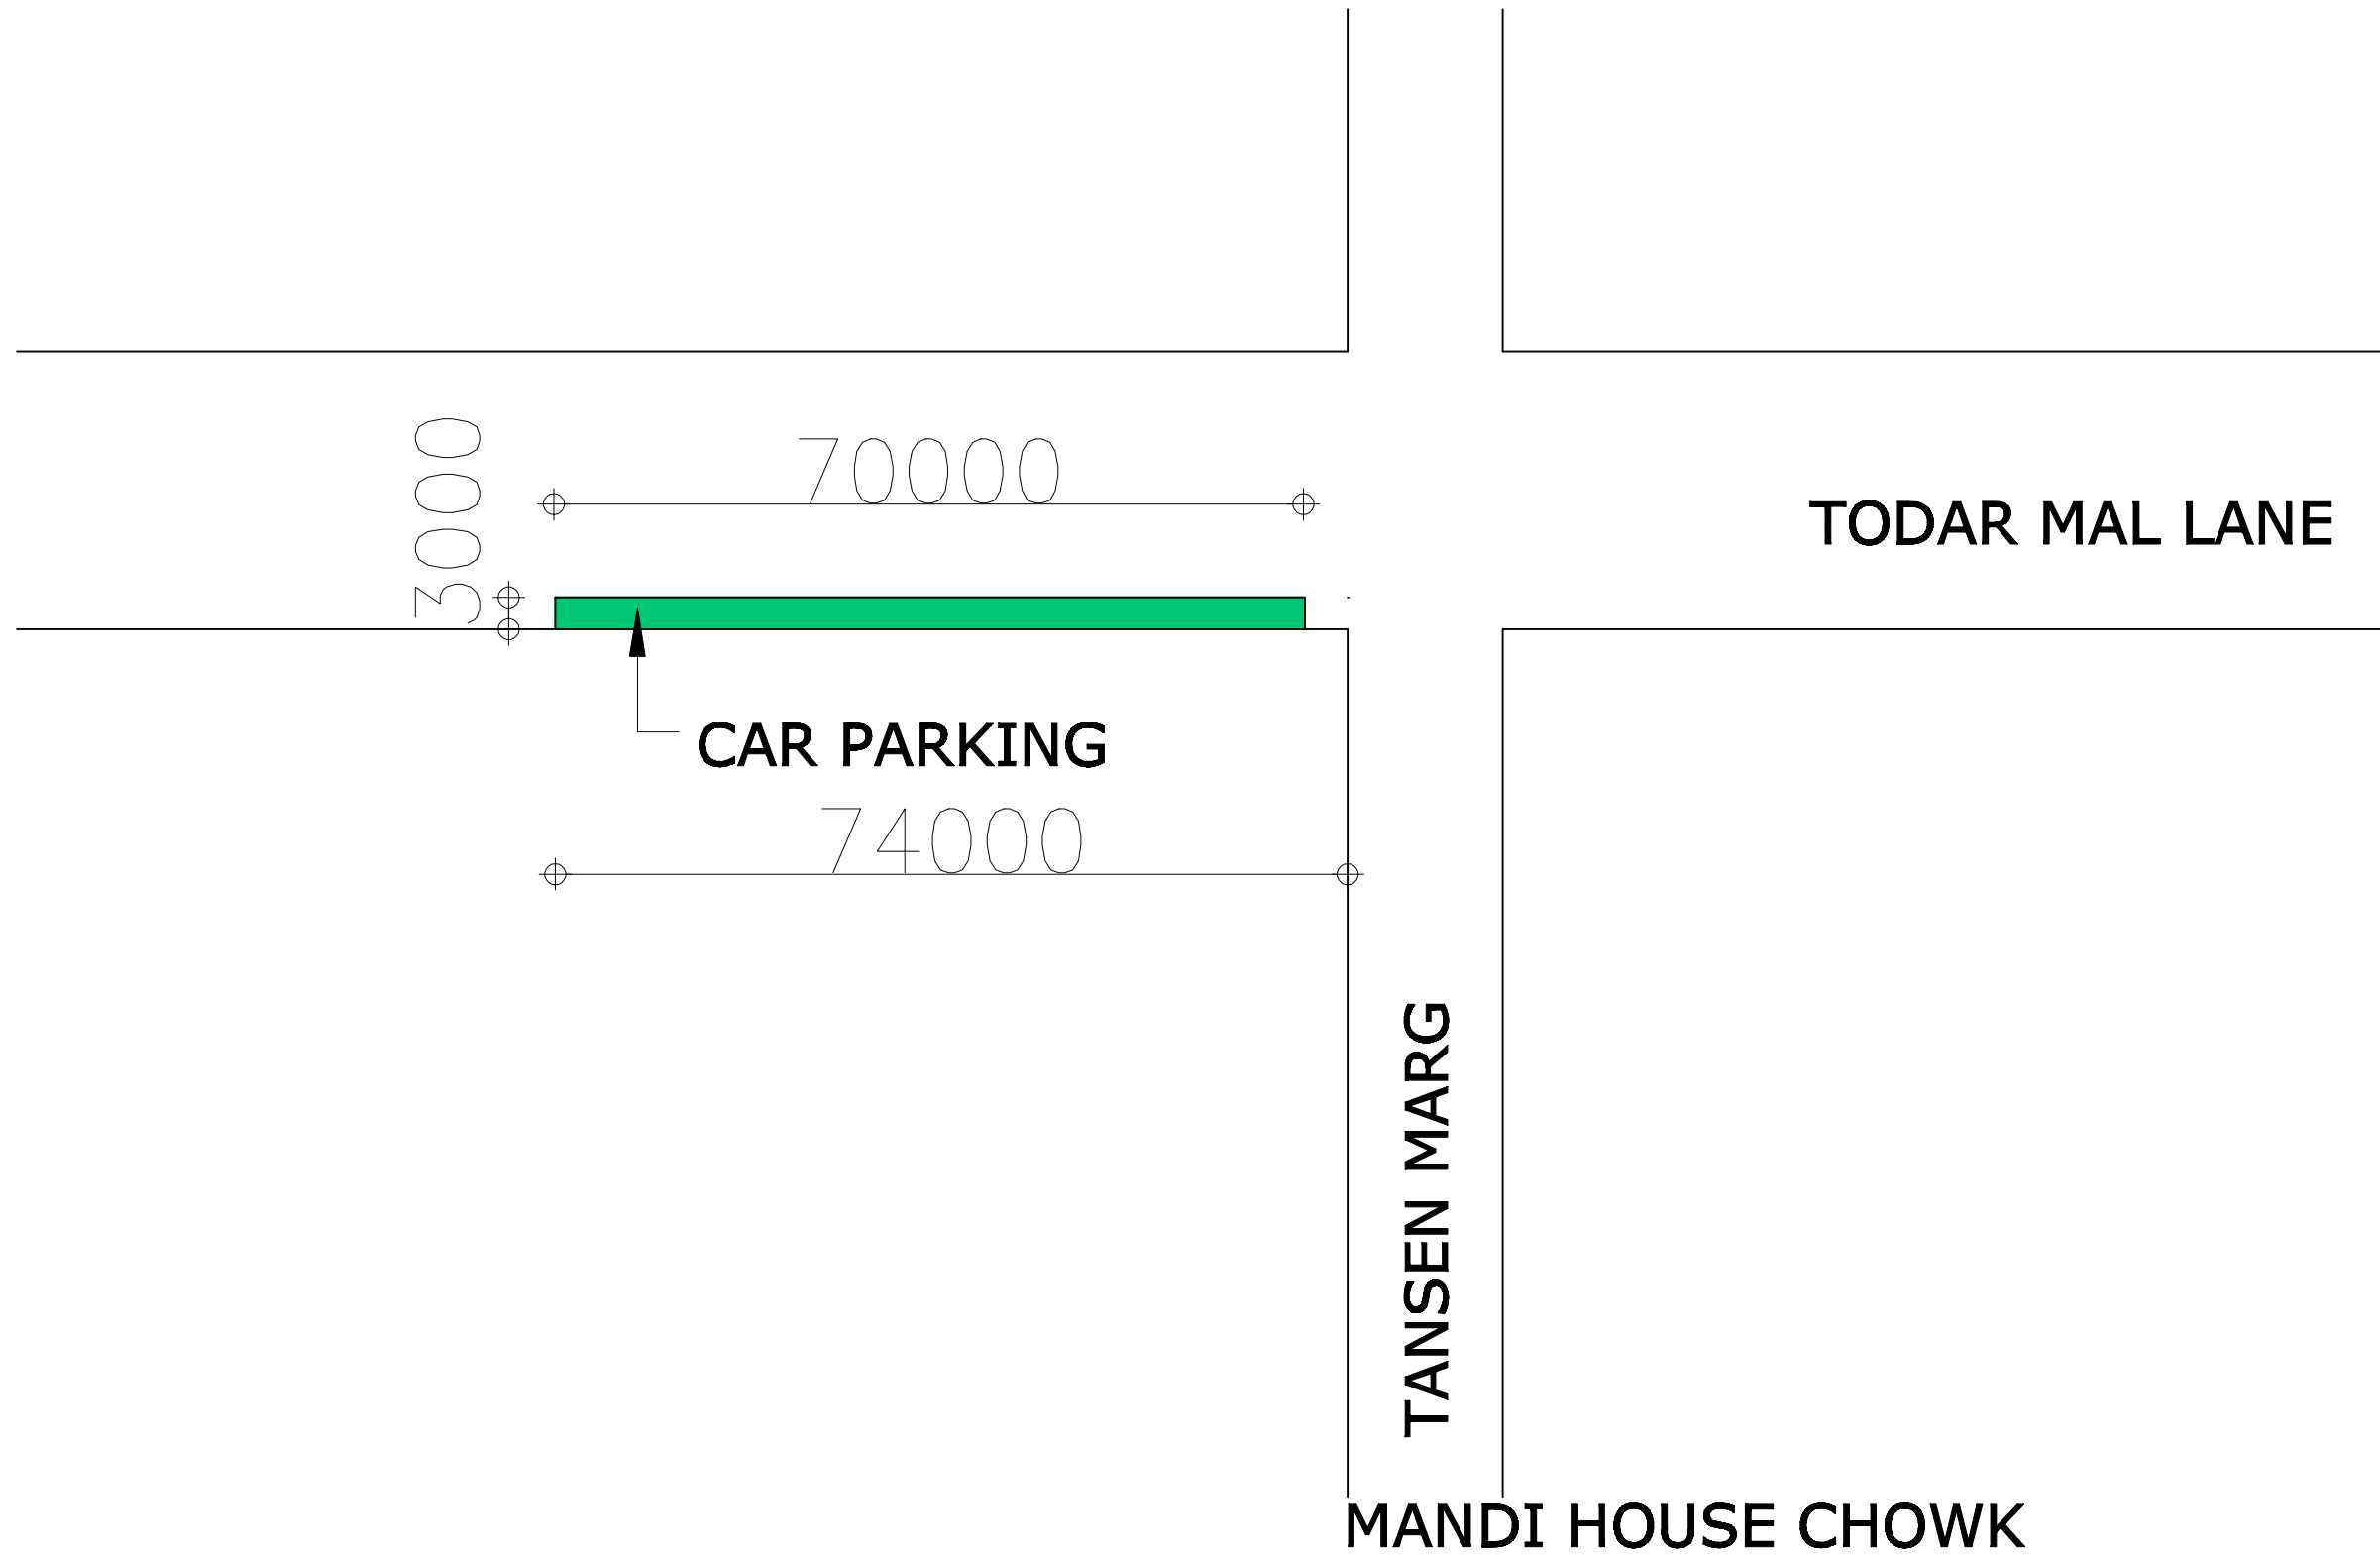 3000
70000
TODAR MAL LANE
CAR PARKING
74000
TANSEN MARG
MANDI HOUSE CHOWK